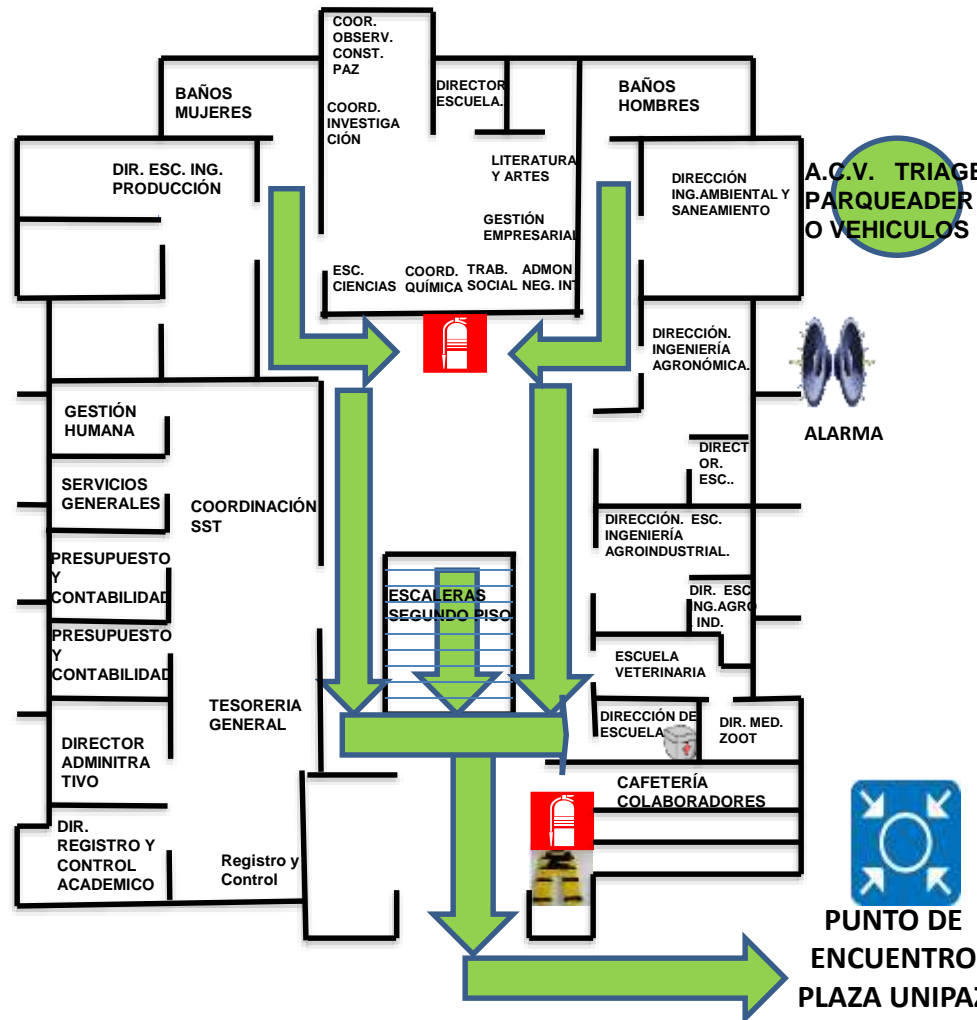 COOR.
OBSERV.
CONST.
PAZ
COORD.
INVESTIGA
CIÓN
DIRECTOR
ESCUELA.
BAÑOS
MUJERES
BAÑOS
HOMBRES
DIR. ESC. ING.
PRODUCCIÓN
LITERATURA
Y ARTES
GESTIÓN
EMPRESARIAL
DIRECCIÓN
ING.AMBIENTAL Y
SANEAMIENTO
A.C.V. TRIAGE
PARQUEADER
O VEHICULOS
ESC.
CIENCIAS
COORD.
QUÍMICA
TRAB.
SOCIAL
ADMON.
NEG. INT
DIRECCIÓN.
INGENIERÍA
AGRONÓMICA.
ALARMA
GESTIÓN
HUMANA
SERVICIOS
GENERALES
COORDINACIÓN
SST
DIRECT
OR.
ESC..
DIRECCIÓN. ESC.
INGENIERÍA
AGROINDUSTRIAL.
PRESUPUESTO
Y
CONTABILIDAD
ESCALERAS
SEGUNDO PISO
DIR. ESC
ING.AGRO
IND.
PRESUPUESTO
Y
CONTABILIDAD
ESCUELA
VETERINARIA
TESORERIA
GENERAL
DIRECCIÓN DE
ESCUELA
DIR. MED.
ZOOT
DIRECTOR
ADMINITRA
TIVO
CAFETERÍA
COLABORADORES
DIR.
REGISTRO Y
CONTROL
ACADEMICO
Registro y
Control
PUNTO DE
ENCUENTRO
PLAZA UNIPAZ